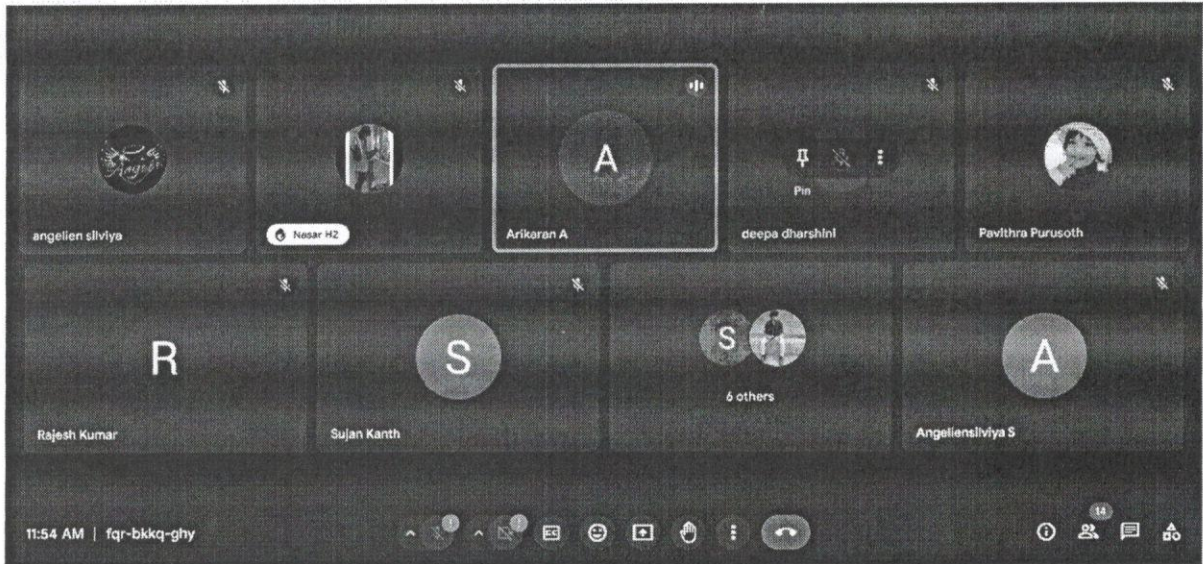 angelien silviya
Nasar H2
A
Arikaran A
Pin
deepa dharshini
Pavithra Purusoth
R
Rajesh Kumar
S
Sujan Kanth
S
6 others
A
Angeliensilviya S
11:54 AM | fqr-bkkq-ghy
14